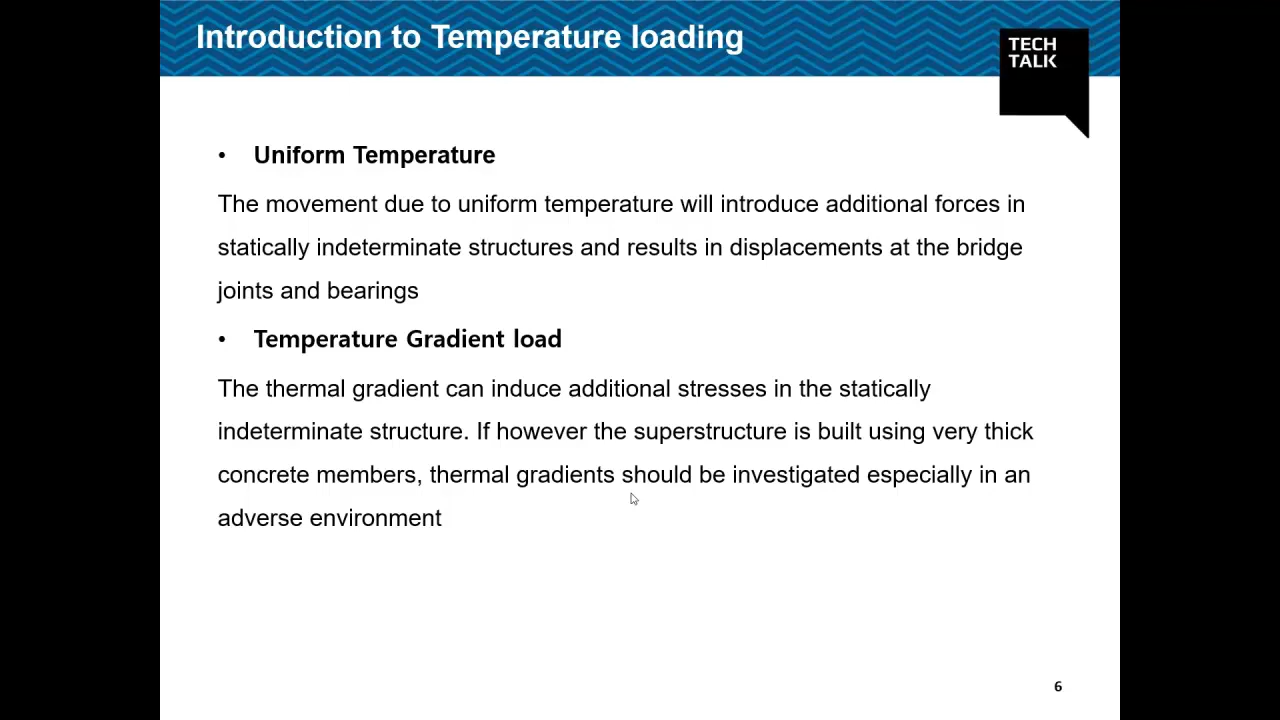 Introduction to Temperature loading
TECH
TALK
• Uniform Temperature
The movement due to uniform temperature will introduce additional forces in
statically indeterminate structures and results in displacements at the bridge
joints and bearings
• Temperature Gradient load
The thermal gradient can induce additional stresses in the statically
indeterminate structure. If however the superstructure is built using very thick
concrete members, thermal gradients should be investigated especially in an
adverse environment
6